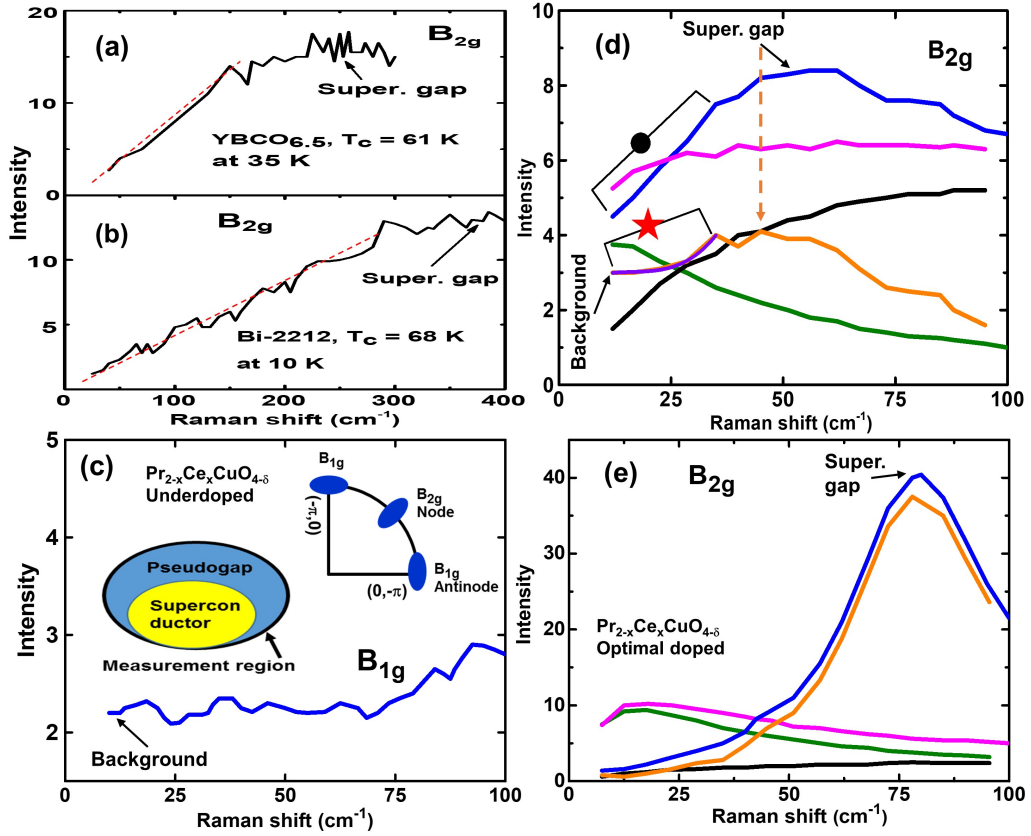 (a)
B2g
Intensity
20
10
0
Super. gap
YBCO6.5, Tc = 61 K
at 35 K
(b)
B2g
10
5
Super. gap
Bi-2212, Tc = 68 K
at 10 K
0
100
200
300
400
Raman shift (cm-1)
(d)
Super. gap
B2g
Intensity
10
8
6
4
2
0
Background
0
25
50
75
100
Raman shift (cm-1)
(c)
Pr2-xCexCuO4-δ
Underdoped
B1g
B2g
Node
B1g
Antinode
(0,-π)
(0,-π)
Pseudogap
Supercon
ductor
Measurement region
B1g
Background
Intensity
5
4
3
2
0
25
50
75
100
Raman shift (cm-1)
(e)
B2g
Super.
gap
Pr2-xCexCuO4-δ
Optimal doped
Intensity
40
30
20
10
0
0
25
50
75
100
Raman shift (cm-1)